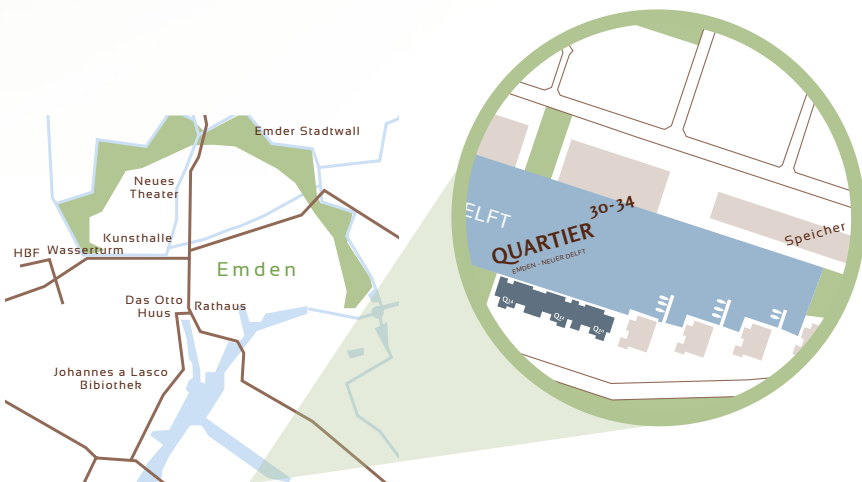 Emder Stadtwall
Neues
Theater
Kunsthalle
HBF
Wasserturm
Emden
Das Otto
Huus
Rathaus
Johannes a Lasco
Bibiothek
ELFT
30-34
QUARTIER
EMDEN - NEUER DELFT
Speicher